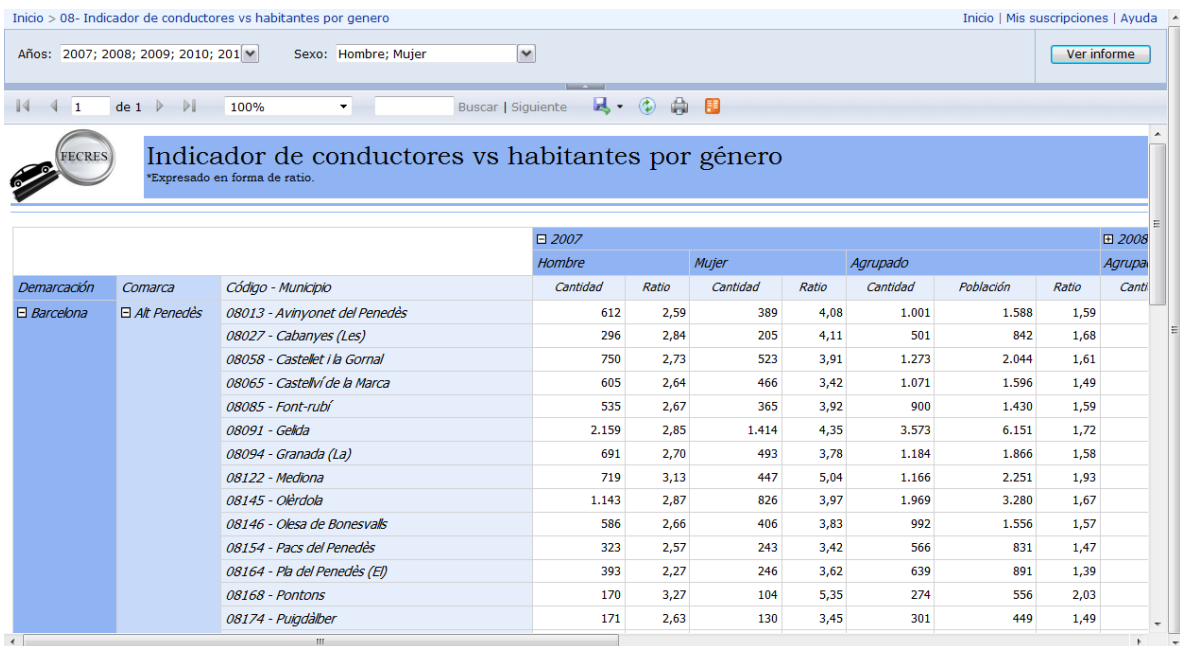 Inicio > 08- Indicador de conductores vs habitantes por genero Inicio | Mis suscripciones | Ayuda
Años: 2007; 2008; 2009; 2010; 201 Sexo: Hombre; Mujer Ver informe
1 de 1 100% Buscar | Siguiente
FECRES
Indicador de conductores vs habitantes por género
*Expresado en forma de ratio.
2007 2008
Hombre Mujer Agrupado Agrupa
Demarcación Comarca Código - Municipio Cantidad Ratio Cantidad Ratio Cantidad Población Ratio Canti
Barcelona Alt Penedès 08013 - Avinyonet del Penedès 612 2,59 389 4,08 1.001 1.588 1,59
08027 - Cabanyes (Les) 296 2,84 205 4,11 501 842 1,68
08058 - Castellet i la Gornal 750 2,73 523 3,91 1.273 2.044 1,61
08065 - Castellví de la Marca 605 2,64 466 3,42 1.071 1.596 1,49
08085 - Font-rubí 535 2,67 365 3,92 900 1.430 1,59
08091 - Gelida 2.159 2,85 1.414 4,35 3.573 6.151 1,72
08094 - Granada (La) 691 2,70 493 3,78 1.184 1.866 1,58
08122 - Mediona 719 3,13 447 5,04 1.166 2.251 1,93
08145 - Olèrdola 1.143 2,87 826 3,97 1.969 3.280 1,67
08146 - Olesa de Bonesvalls 586 2,66 406 3,83 992 1.556 1,57
08154 - Pacs del Penedès 323 2,57 243 3,42 566 831 1,47
08164 - Pla del Penedès (El) 393 2,27 246 3,62 639 891 1,39
08168 - Pontons 170 3,27 104 5,35 274 556 2,03
08174 - Puigdàlber 171 2,63 130 3,45 301 449 1,49